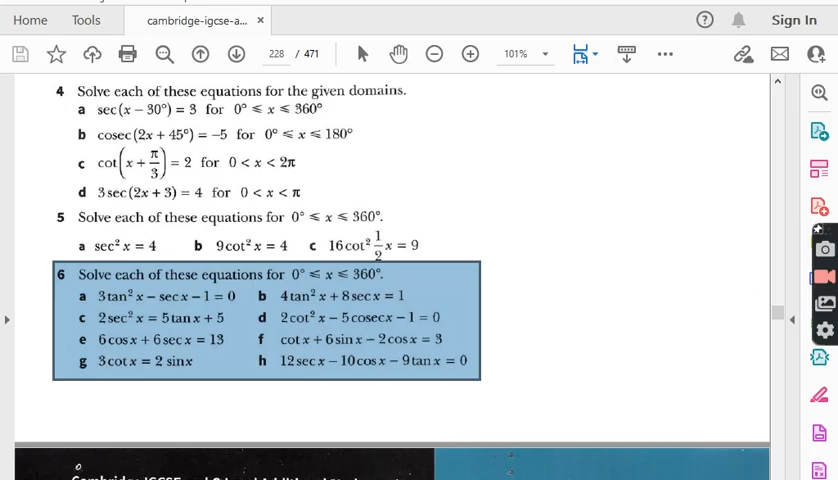 Home Tools cambridge-igcse-a... × ? Sign In
228 / 471 101%
4 Solve each of these equations for the given domains.
a sec(x − 30°) = 3 for 0° ⩽ x ⩽ 360°
b cosec(2x + 45°) = −5 for 0° ⩽ x ⩽ 180°
c cot(x + π/3) = 2 for 0 < x < 2π
d 3 sec(2x + 3) = 4 for 0 < x < π
5 Solve each of these equations for 0° ⩽ x ⩽ 360°.
a sec² x = 4 b 9 cot² x = 4 c 16 cot² 1/2 x = 9
6 Solve each of these equations for 0° ⩽ x ⩽ 360°.
a 3 tan² x − sec x − 1 = 0 b 4 tan² x + 8 sec x = 1
c 2 sec² x = 5 tan x + 5 d 2 cot² x − 5 cosec x − 1 = 0
e 6 cos x + 6 sec x = 13 f cot x + 6 sin x − 2 cos x = 3
g 3 cot x = 2 sin x h 12 sec x − 10 cos x − 9 tan x = 0